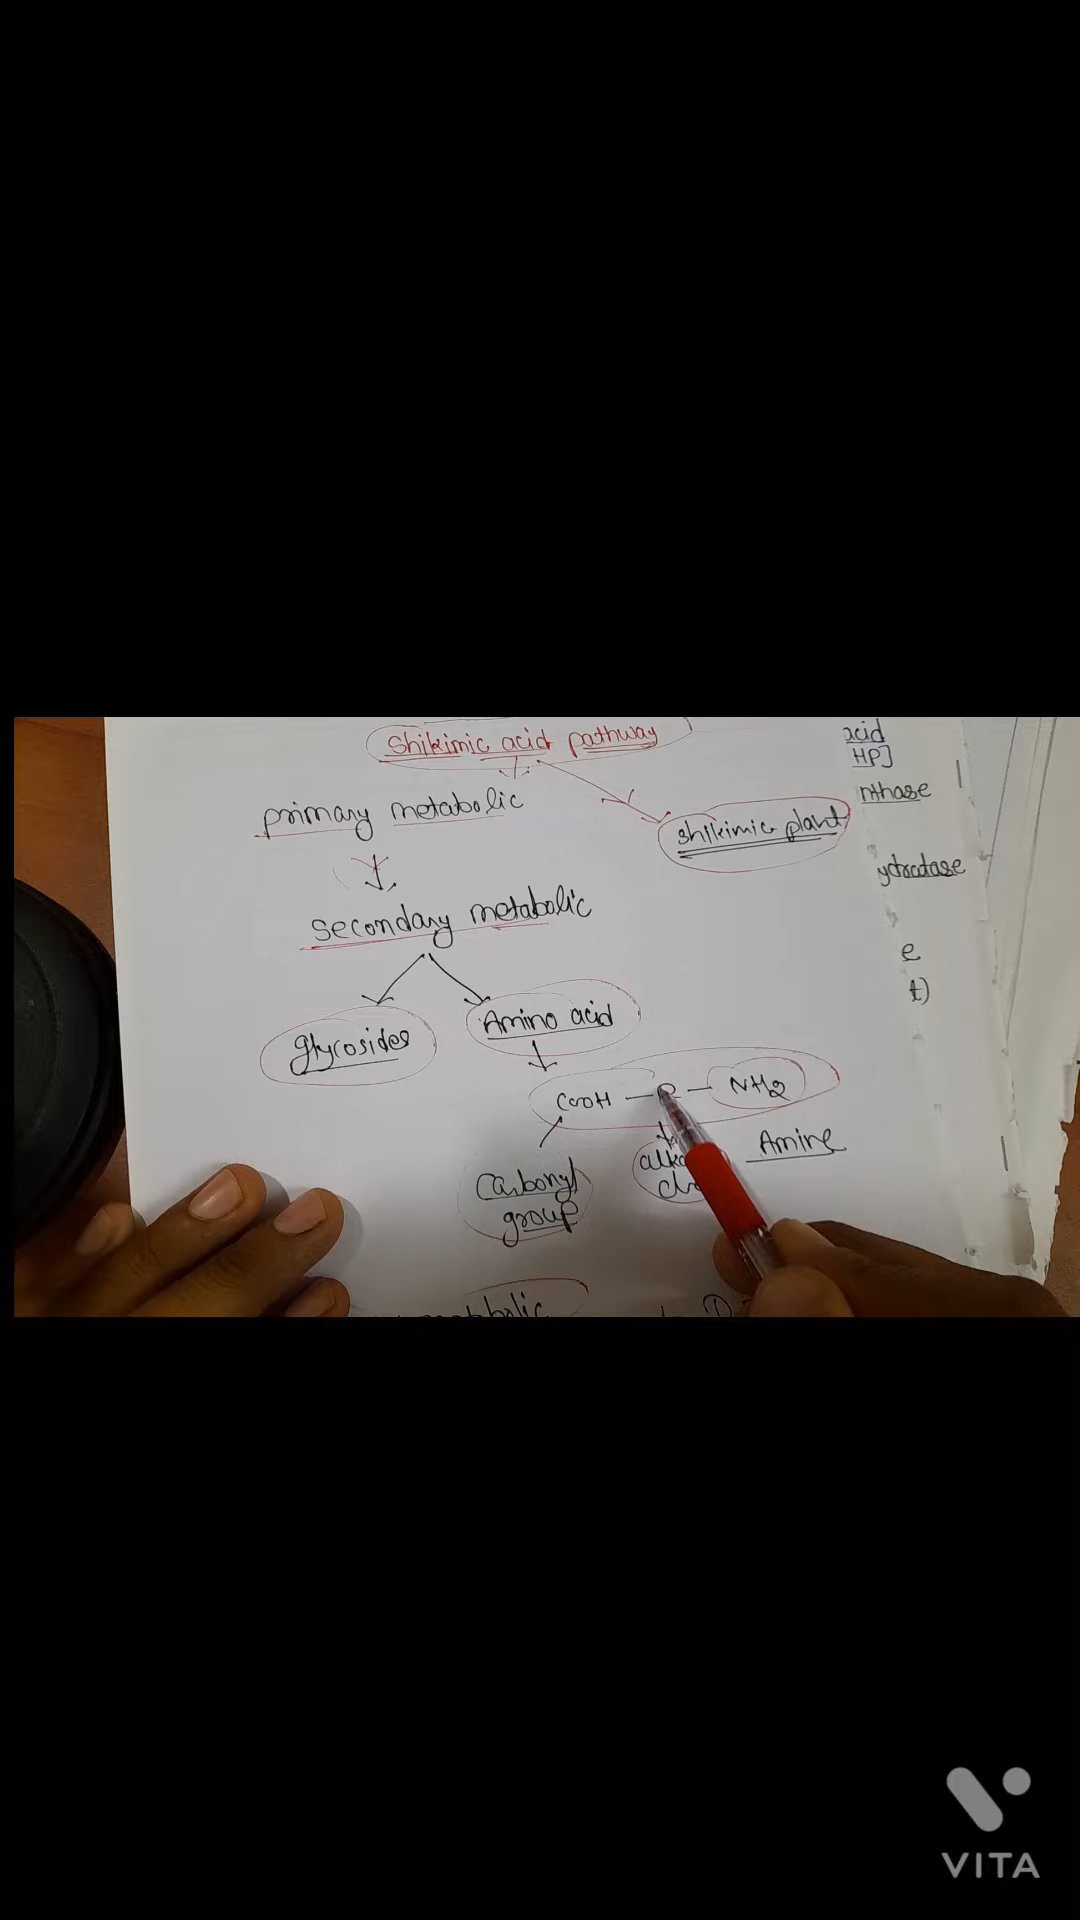 shikimic acid pathway
primary metabolic
shikimic plant
secondary metabolic
glycosides
Amino acid
COOH — R — NH2
Carbonyl
group
Amine
metabolic
acid
HP]
nthase
ydratase
e
t)
VITA